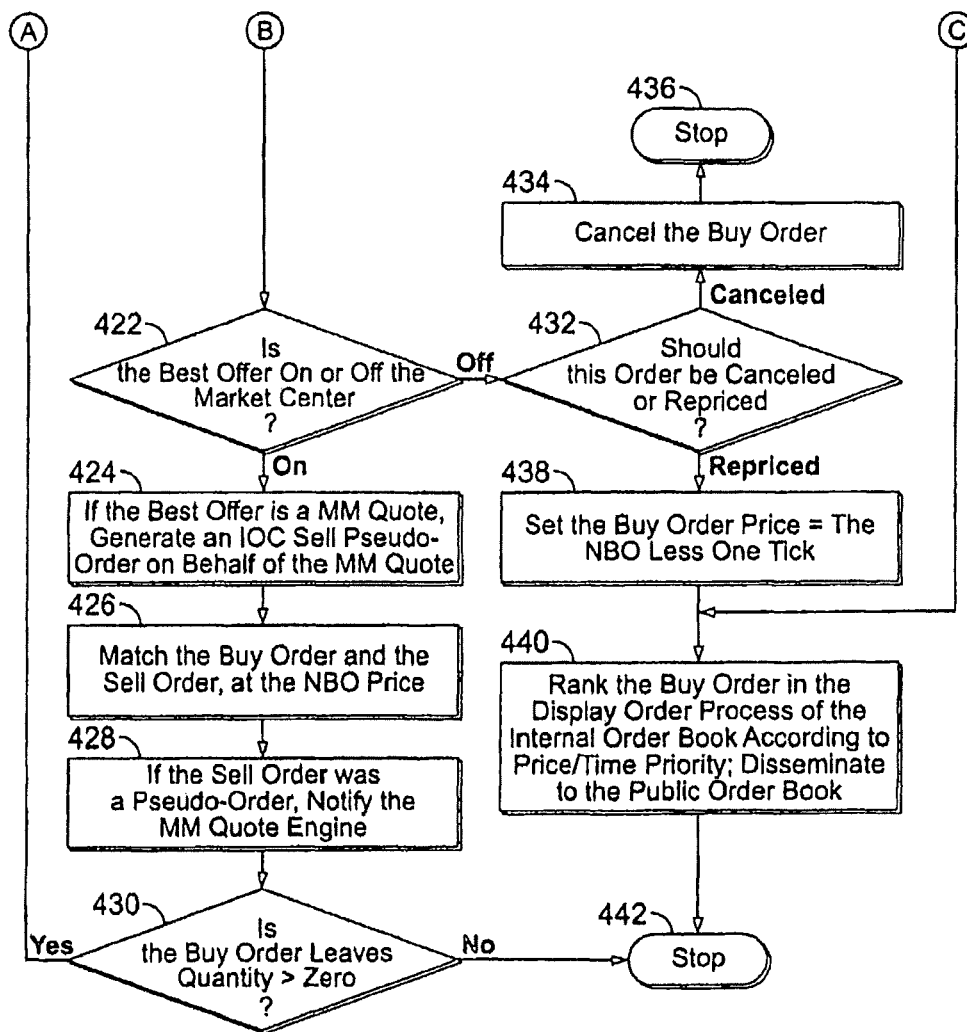 A
B
C
436
Stop
434
Cancel the Buy Order
Canceled
422
Is
the Best Offer On or Off the
Market Center
?
Off
432
Should
this Order be Canceled
or Repriced
?
On
Repriced
424
If the Best Offer is a MM Quote,
Generate an IOC Sell Pseudo-
Order on Behalf of the MM Quote
438
Set the Buy Order Price = The
NBO Less One Tick
426
Match the Buy Order and the
Sell Order, at the NBO Price
440
Rank the Buy Order in the
Display Order Process of the
Internal Order Book According to
Price/Time Priority; Disseminate
to the Public Order Book
428
If the Sell Order was
a Pseudo-Order, Notify the
MM Quote Engine
430
Is
the Buy Order Leaves
Quantity > Zero
?
Yes
No
442
Stop